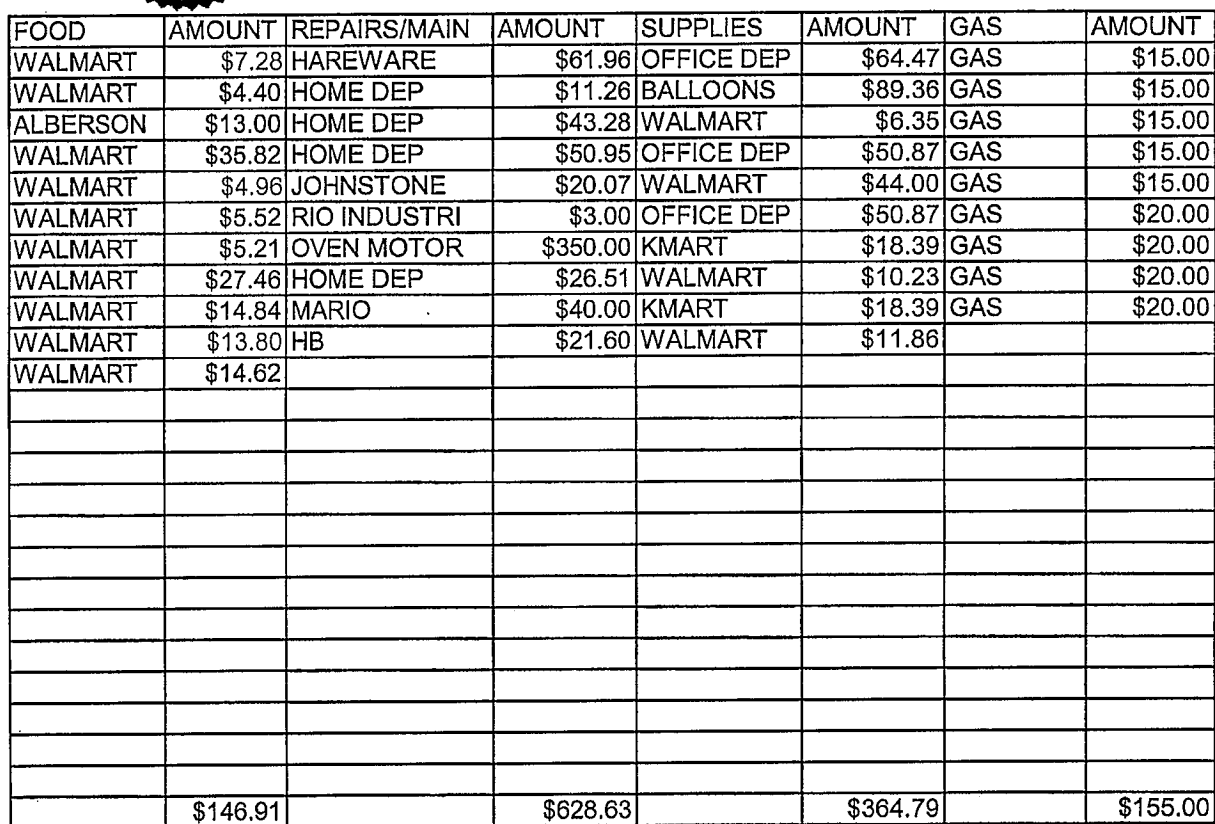 FOOD AMOUNT REPAIRS/MAIN AMOUNT SUPPLIES AMOUNT GAS AMOUNT
WALMART $7.28 HAREWARE $61.96 OFFICE DEP $64.47 GAS $15.00
WALMART $4.40 HOME DEP $11.26 BALLOONS $89.36 GAS $15.00
ALBERSON $13.00 HOME DEP $43.28 WALMART $6.35 GAS $15.00
WALMART $35.82 HOME DEP $50.95 OFFICE DEP $50.87 GAS $15.00
WALMART $4.96 JOHNSTONE $20.07 WALMART $44.00 GAS $15.00
WALMART $5.52 RIO INDUSTRI $3.00 OFFICE DEP $50.87 GAS $20.00
WALMART $5.21 OVEN MOTOR $350.00 KMART $18.39 GAS $20.00
WALMART $27.46 HOME DEP $26.51 WALMART $10.23 GAS $20.00
WALMART $14.84 MARIO $40.00 KMART $18.39 GAS $20.00
WALMART $13.80 HB $21.60 WALMART $11.86
WALMART $14.62
$146.91 $628.63 $364.79 $155.00